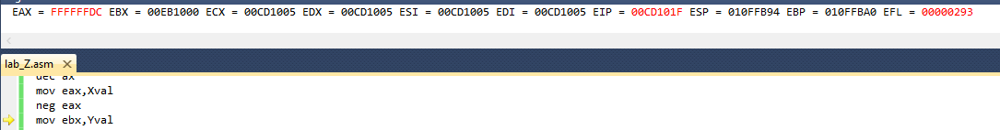 EAX = FFFFFFDC EBX = 00EB1000 ECX = 00CD1005 EDX = 00CD1005 ESI = 00CD1005 EDI = 00CD1005 EIP = 00CD101F ESP = 010FFB94 EBP = 010FFBA0 EFL = 00000293
lab_Z.asm
dec ax
mov eax,Xval
neg eax
mov ebx,Yval